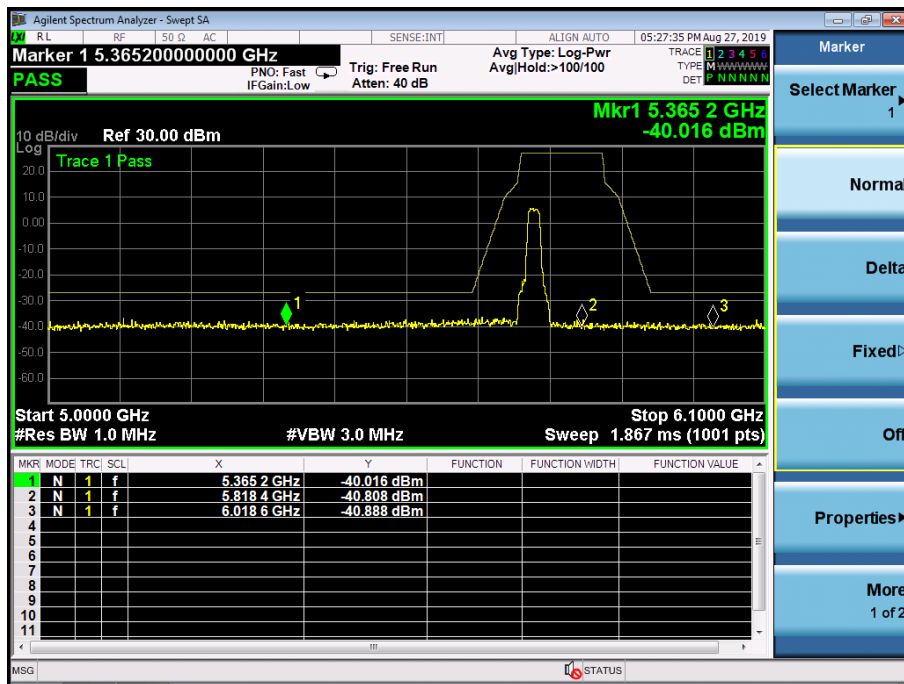 Agilent Spectrum Analyzer - Swept SA
LXI RL RF 50 Ω AC SENSE:INT ALIGN AUTO 05:27:35 PM Aug 27, 2019
Marker 1 5.365200000000 GHz
PASS
PNO: Fast
IFGain:Low
Trig: Free Run
Atten: 40 dB
Avg Type: Log-Pwr
Avg|Hold:>100/100
TRACE 1 2 3 4 5 6
TYPE M WWWWW
DET P N N N N N
Mkr1 5.365 2 GHz
-40.016 dBm
10 dB/div Ref 30.00 dBm
Log
Trace 1 Pass
20.0
10.0
0.00
-10.0
-20.0
-30.0
-40.0
-50.0
-60.0
1
2
3
Start 5.0000 GHz Stop 6.1000 GHz
#Res BW 1.0 MHz #VBW 3.0 MHz Sweep 1.867 ms (1001 pts)
MKR MODE TRC SCL X Y FUNCTION FUNCTION WIDTH FUNCTION VALUE
1 N 1 f 5.365 2 GHz -40.016 dBm
2 N 1 f 5.818 4 GHz -40.808 dBm
3 N 1 f 6.018 6 GHz -40.888 dBm
4
5
6
7
8
9
10
11
MSG STATUS
Marker
Select Marker
1
Normal
Delta
Fixed
Off
Properties
More
1 of 2